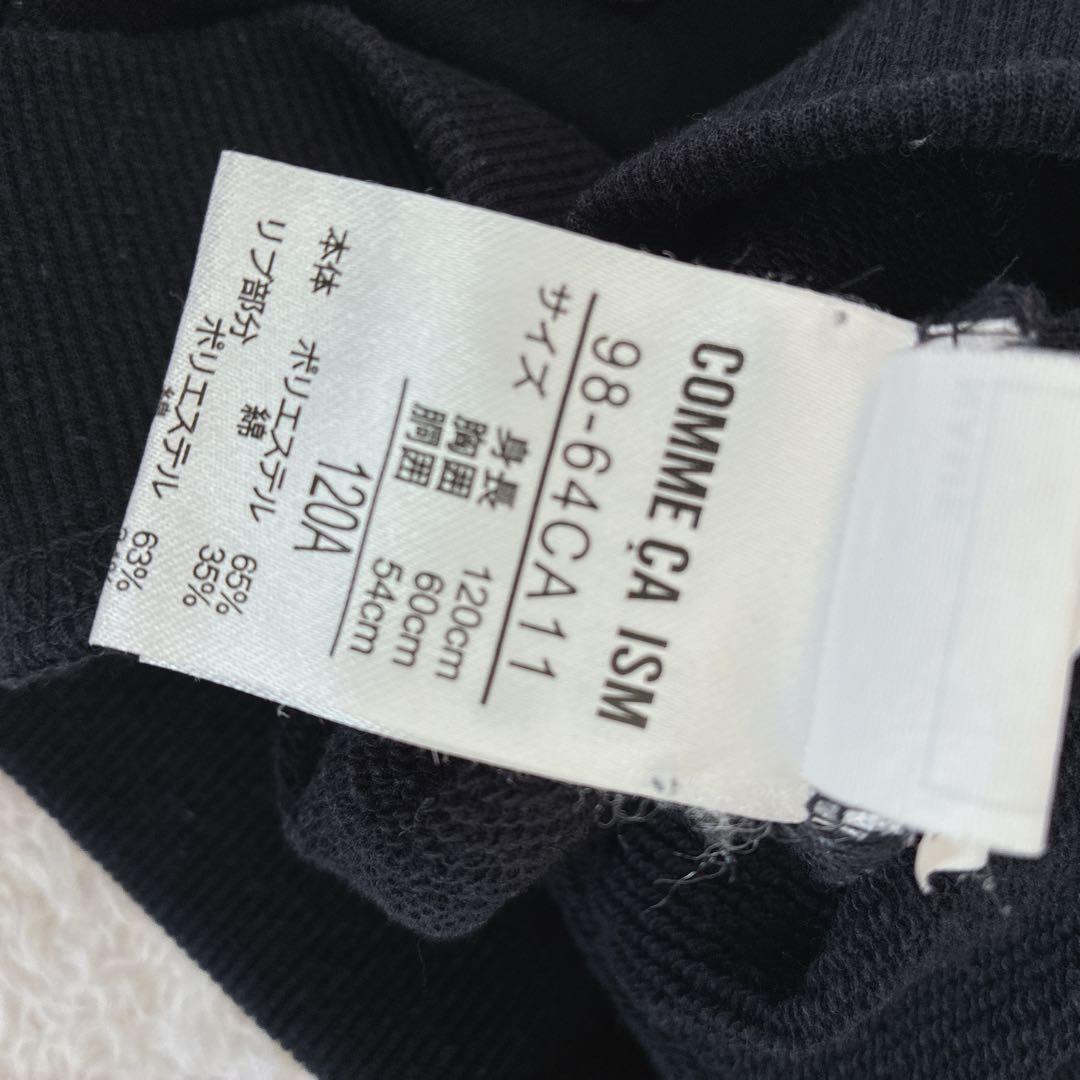 COMME ÇA ISM
98-64CA11
サイズ
身長 120cm
胸囲 60cm
胴囲 54cm
120A
本体 ポリエステル 65%
綿 35%
リブ部分
ポリエステル 63%
綿